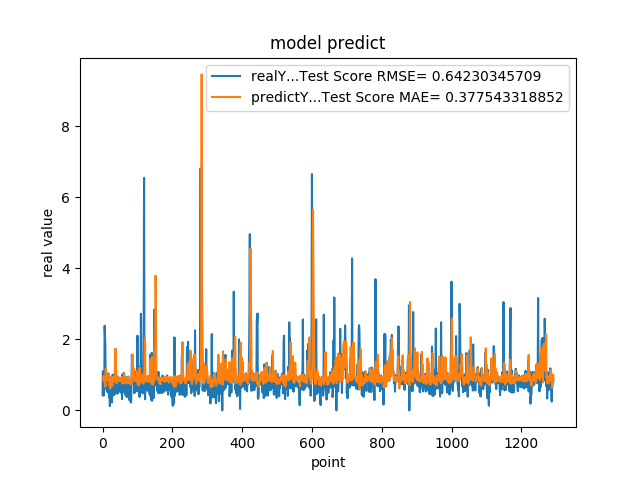 model predict
realY...Test Score RMSE= 0.64230345709
predictY...Test Score MAE= 0.377543318852
real value
8
6
4
2
0
0 200 400 600 800 1000 1200
point